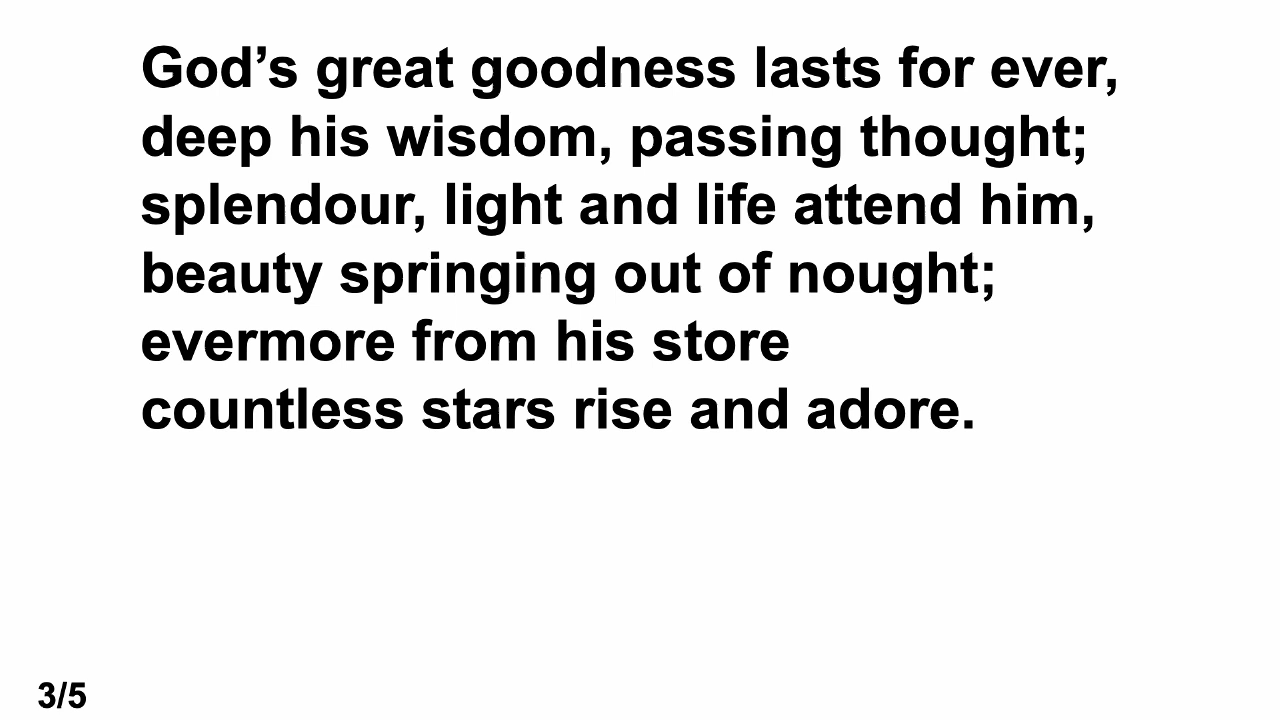 God’s great goodness lasts for ever,
deep his wisdom, passing thought;
splendour, light and life attend him,
beauty springing out of nought;
evermore from his store
countless stars rise and adore.
3/5